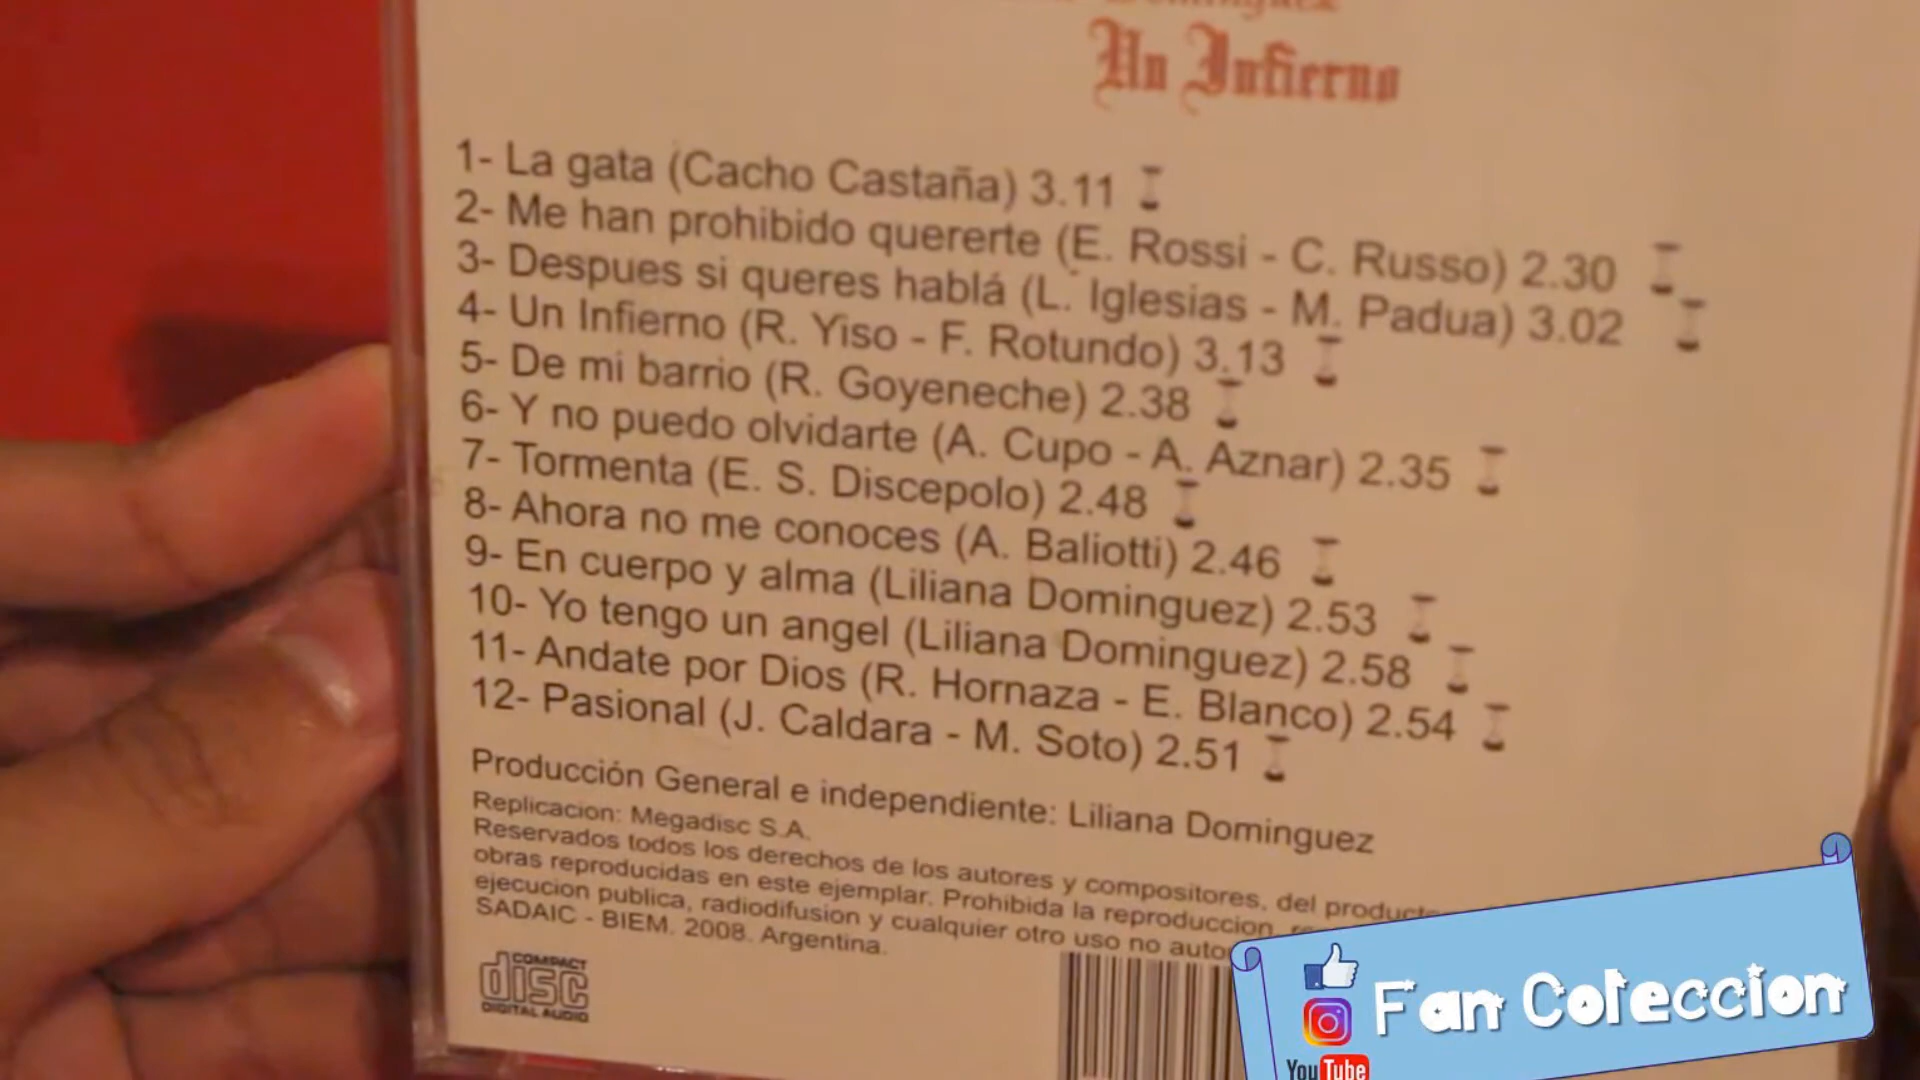 Dominguez
Un Infierno
1- La gata (Cacho Castaña) 3.11
2- Me han prohibido quererte (E. Rossi - C. Russo) 2.30
3- Despues si queres hablá (L. Iglesias - M. Padua) 3.02
4- Un Infierno (R. Yiso - F. Rotundo) 3.13
5- De mi barrio (R. Goyeneche) 2.38
6- Y no puedo olvidarte (A. Cupo - A. Aznar) 2.35
7- Tormenta (E. S. Discepolo) 2.48
8- Ahora no me conoces (A. Baliotti) 2.46
9- En cuerpo y alma (Liliana Dominguez) 2.53
10- Yo tengo un angel (Liliana Dominguez) 2.58
11- Andate por Dios (R. Hornaza - E. Blanco) 2.54
12- Pasional (J. Caldara - M. Soto) 2.51
Producción General e independiente: Liliana Dominguez
Replicacion: Megadisc S.A.
Reservados todos los derechos de los autores y compositores, del
obras reproducidas en este ejemplar. Prohibida la reproduccion,
ejecucion publica, radiodifusion y cualquier otro uso no
SADAIC - BIEM. 2008. Argentina.
COMPACT
disc
DIGITAL AUDIO
Fan Coleccion
YouTube